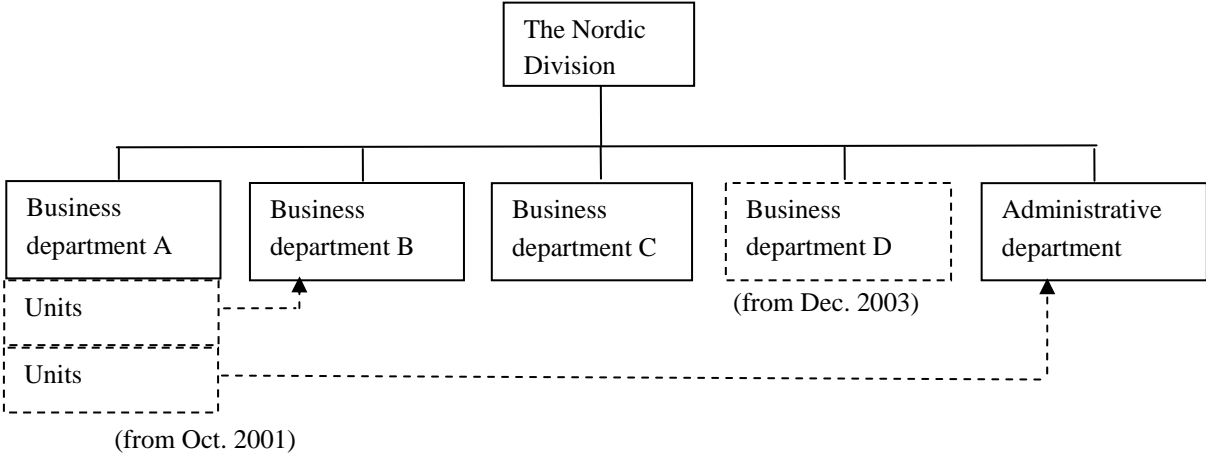 The Nordic
Division
Business
department A
Business
department B
Business
department C
Business
department D
Administrative
department
(from Dec. 2003)
Units
Units
(from Oct. 2001)